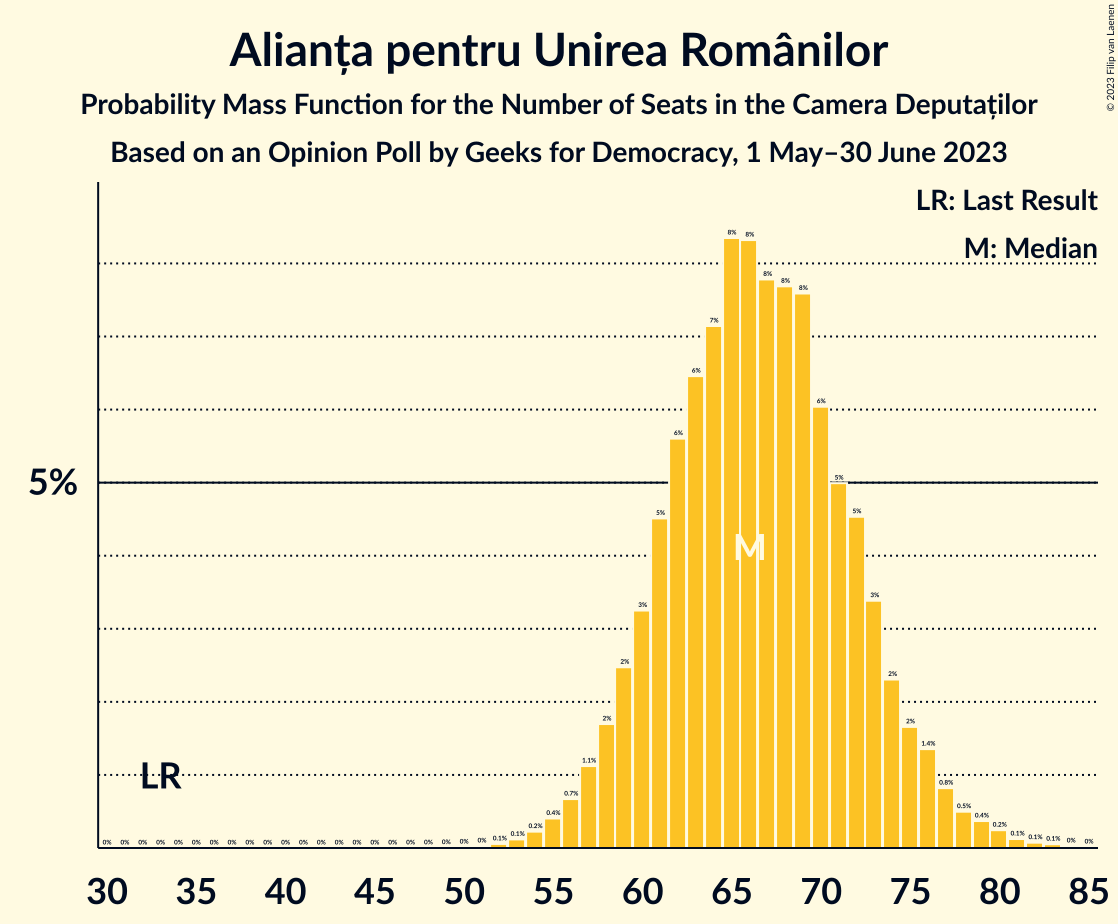 Alianța pentru Unirea Românilor
Probability Mass Function for the Number of Seats in the Camera Deputaților
Based on an Opinion Poll by Geeks for Democracy, 1 May–30 June 2023
© 2023 Filip van Laenen
LR: Last Result
M: Median
5%
LR
M
0% 0% 0% 0% 0% 0% 0% 0% 0% 0% 0% 0% 0% 0% 0% 0% 0% 0% 0% 0% 0% 0% 0.1% 0.1% 0.2% 0.4% 0.7% 1.1% 2% 2% 3% 5% 6% 6% 7% 8% 8% 8% 8% 8% 6% 5% 5% 3% 2% 2% 1.4% 0.8% 0.5% 0.4% 0.2% 0.1% 0.1% 0.1% 0% 0%
30 35 40 45 50 55 60 65 70 75 80 85